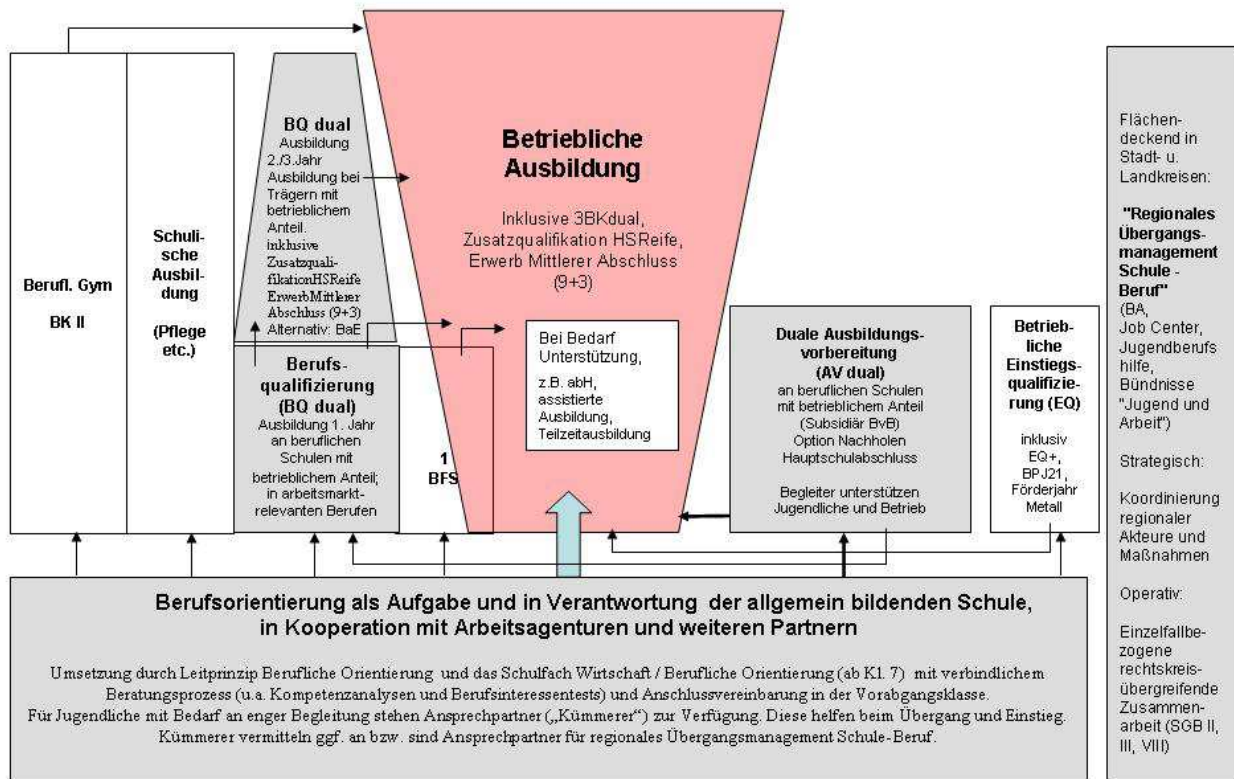 Berufl. Gym
BK II
Schuli-
sche
Ausbil-
dung
(Pflege
etc.)
BQ dual
Ausbildung
2./3.Jahr
Ausbildung bei
Trägern mit
betrieblichem
Anteil.
inklusive
Zusatzquali-
fikationHSReife
ErwerbMittlerer
Abschluss (9+3)
Alternativ: BaE
Berufs-
qualifizierung
(BQ dual)
Ausbildung 1. Jahr
an beruflichen
Schulen mit
betrieblichem Anteil;
in arbeitsmarkt-
relevanten Berufen
1
BFS
Betriebliche
Ausbildung
Inklusive 3BKdual,
Zusatzqualifikation HSReife,
Erwerb Mittlerer Abschluss
(9+3)
Bei Bedarf
Unterstützung,
z.B. abH,
assistierte
Ausbildung,
Teilzeitausbildung
Duale Ausbildungs-
vorbereitung
(AV dual)
an beruflichen Schulen
mit betrieblichem Anteil
(Subsidiär BvB)
Option Nachholen
Hauptschulabschluss
Begleiter unterstützen
Jugendliche und Betrieb
Betrieb-
liche
Einstiegs-
qualifizie-
rung (EQ)
inklusiv
EQ+,
BPJ21,
Förderjahr
Metall
Flächen-
deckend in
Stadt- u.
Landkreisen:
"Regionales
Übergangs-
management
Schule -
Beruf"
(BA,
Job Center,
Jugendberufs
hilfe,
Bündnisse
"Jugend und
Arbeit")
Strategisch:
Koordinierung
regionaler
Akteure und
Maßnahmen
Operativ:
Einzelfallbe-
zogene
rechtskreis-
übergreifende
Zusammen-
arbeit (SGB II,
III, VIII)
Berufsorientierung als Aufgabe und in Verantwortung der allgemein bildenden Schule,
in Kooperation mit Arbeitsagenturen und weiteren Partnern
Umsetzung durch Leitprinzip Berufliche Orientierung und das Schulfach Wirtschaft / Berufliche Orientierung (ab Kl. 7) mit verbindlichem
Beratungsprozess (u.a. Kompetenzanalysen und Berufsinteressentests) und Anschlussvereinbarung in der Vorabgangsklasse.
Für Jugendliche mit Bedarf an enger Begleitung stehen Ansprechpartner („Kümmerer“) zur Verfügung. Diese helfen beim Übergang und Einstieg.
Kümmerer vermitteln ggf. an bzw. sind Ansprechpartner für regionales Übergangsmanagement Schule-Beruf.